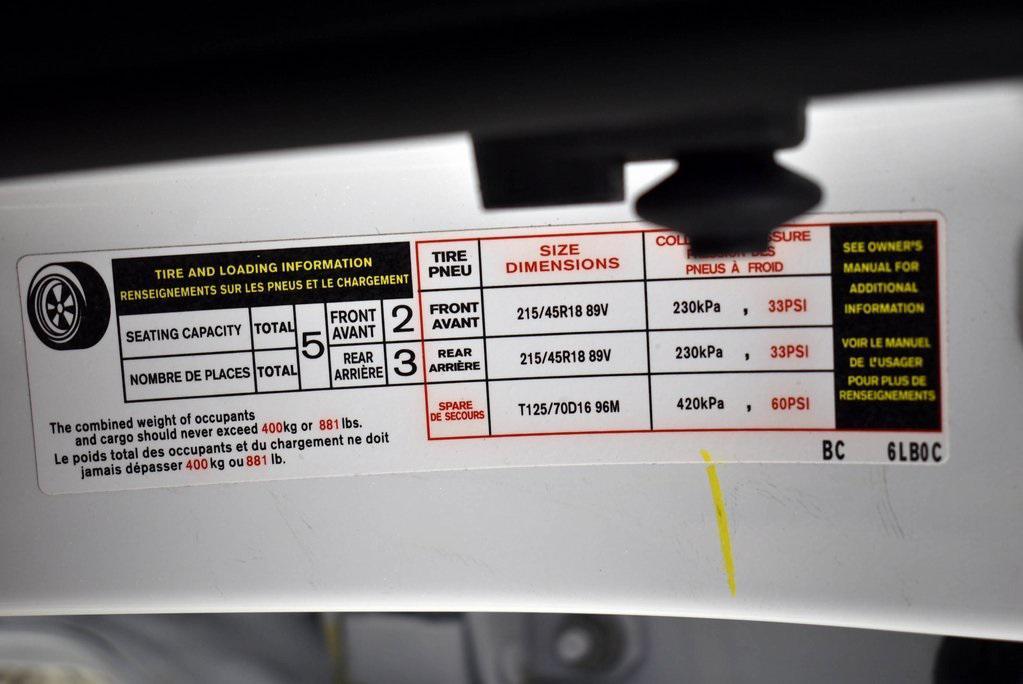 TIRE AND LOADING INFORMATION
RENSEIGNEMENTS SUR LES PNEUS ET LE CHARGEMENT
SEATING CAPACITY TOTAL 5 FRONT AVANT 2
NOMBRE DE PLACES TOTAL REAR ARRIÈRE 3
The combined weight of occupants
and cargo should never exceed 400kg or 881 lbs.
Le poids total des occupants et du chargement ne doit
jamais dépasser 400 kg ou 881 lb.
TIRE PNEU SIZE DIMENSIONS
PNEUS À FROID
FRONT AVANT 215/45R18 89V 230kPa , 33PSI
REAR ARRIÈRE 215/45R18 89V 230kPa , 33PSI
SPARE DE SECOURS T125/70D16 96M 420kPa , 60PSI
SEE OWNER'S
MANUAL FOR
ADDITIONAL
INFORMATION
VOIR LE MANUEL
DE L'USAGER
POUR PLUS DE
RENSEIGNEMENTS
BC 6LB0C